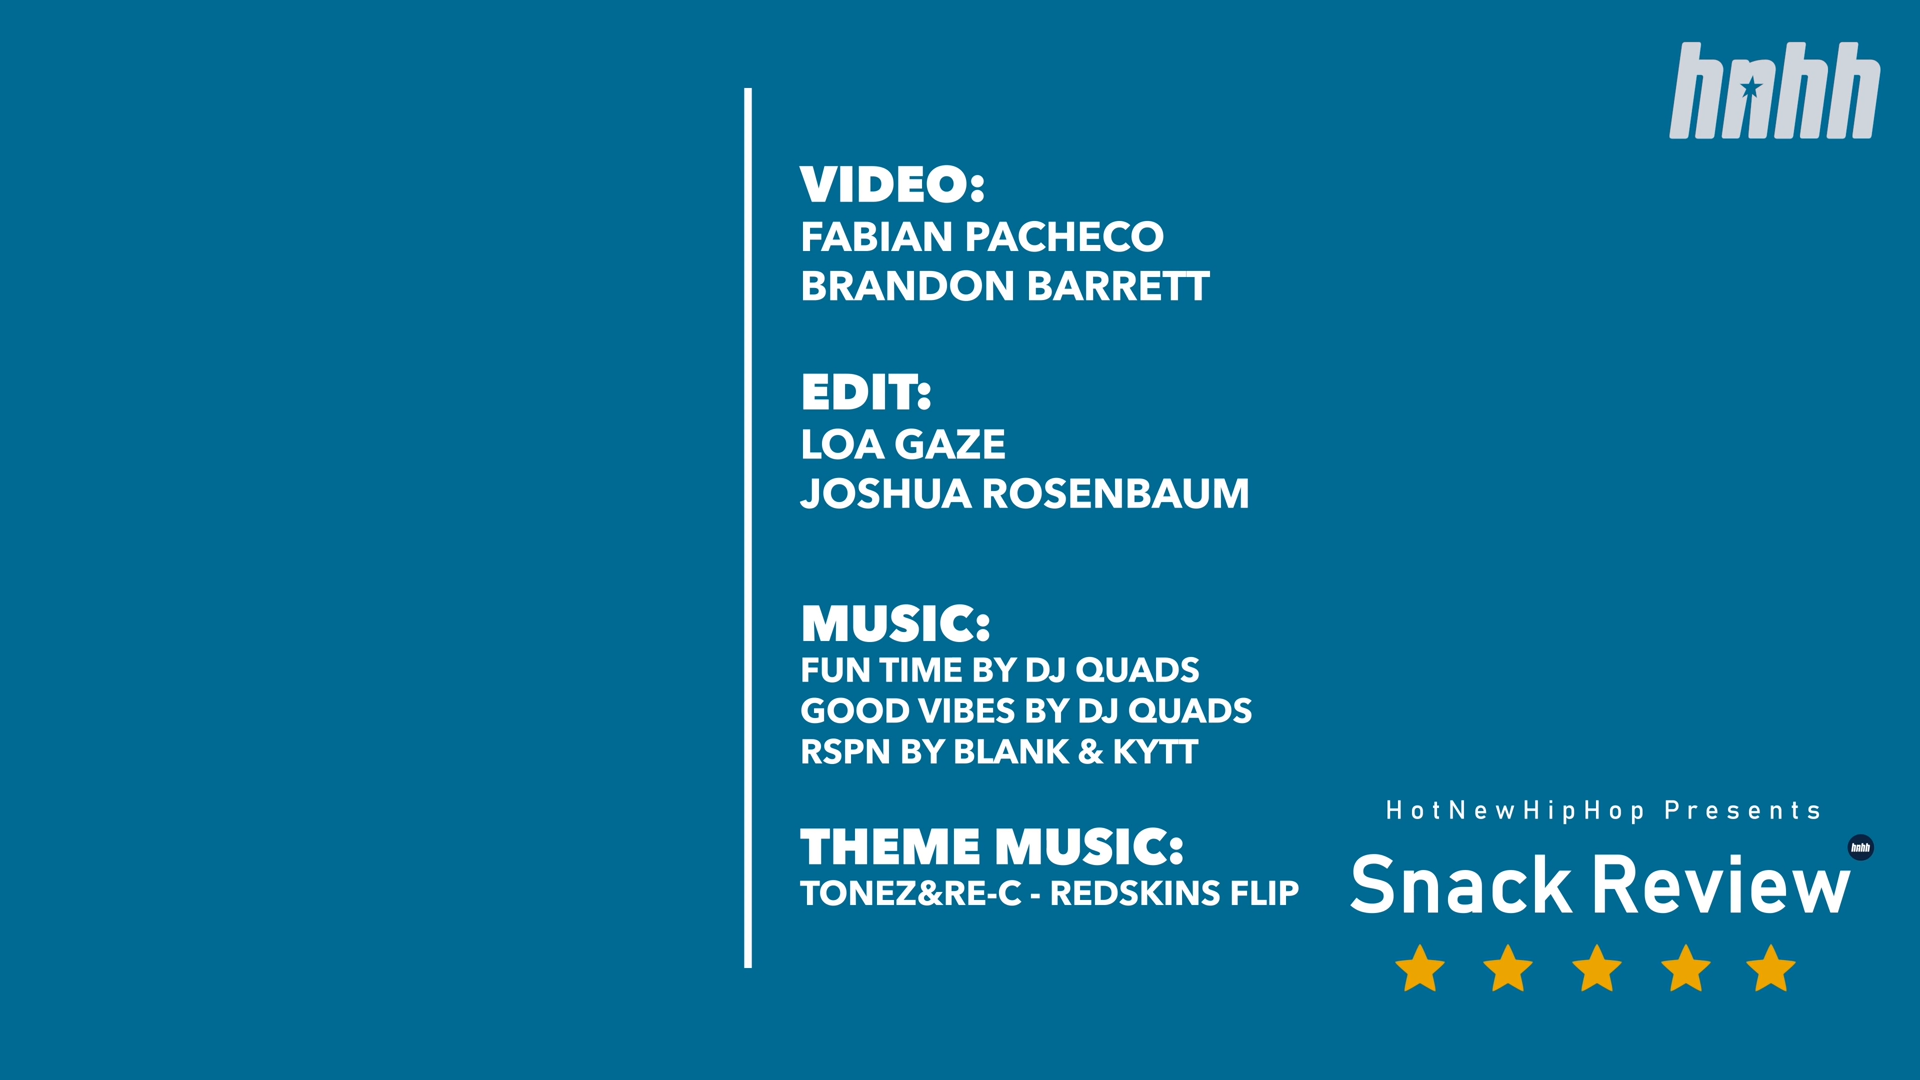 hnhh
VIDEO:
FABIAN PACHECO
BRANDON BARRETT
EDIT:
LOA GAZE
JOSHUA ROSENBAUM
MUSIC:
FUN TIME BY DJ QUADS
GOOD VIBES BY DJ QUADS
RSPN BY BLANK & KYTT
THEME MUSIC:
TONEZ&RE-C - REDSKINS FLIP
HotNewHipHop Presents
hnhh
Snack Review